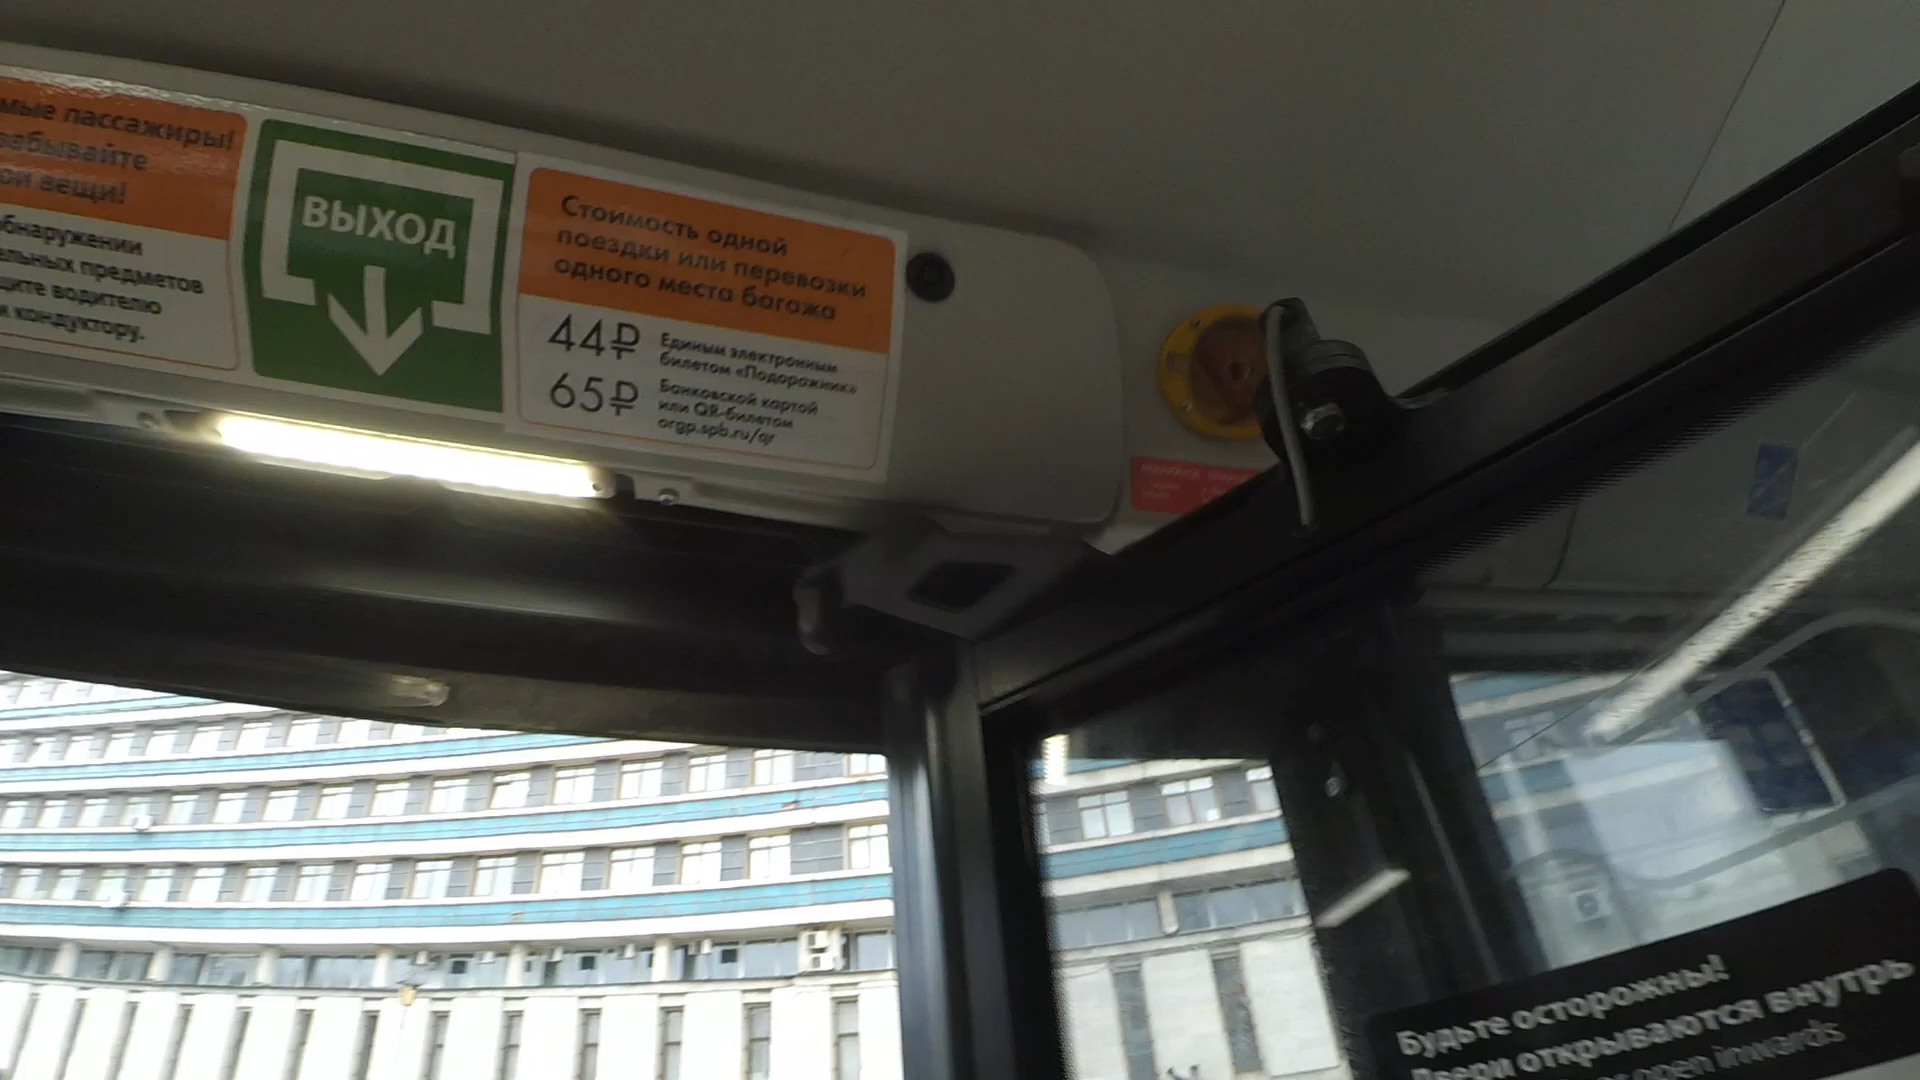 мые пассажиры!
забывайте
ои вещи!
обнаружении
ельных предметов
щите водителю
и кондуктору.
ВЫХОД
Стоимость одной
поездки или перевозки
одного места багажа
44₽ Единым электронным
билетом «Подорожник»
65₽ Банковской картой
или QR-билетом
orgp.spb.ru/qr
Будьте осторожны!
Двери открываются внутрь
open inwards